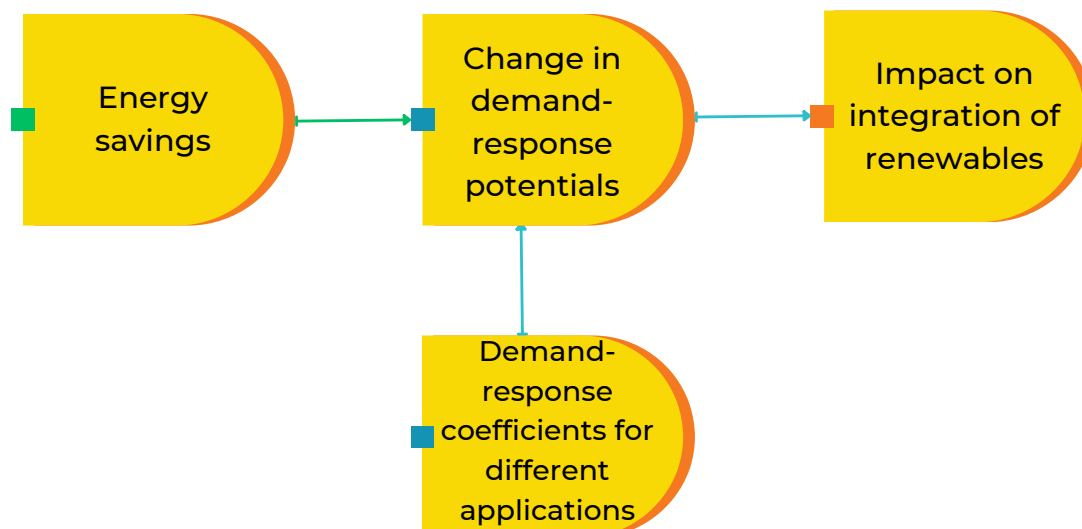 Energy
savings
Change in
demand-
response
potentials
Impact on
integration of
renewables
Demand-
response
coefficients for
different
applications